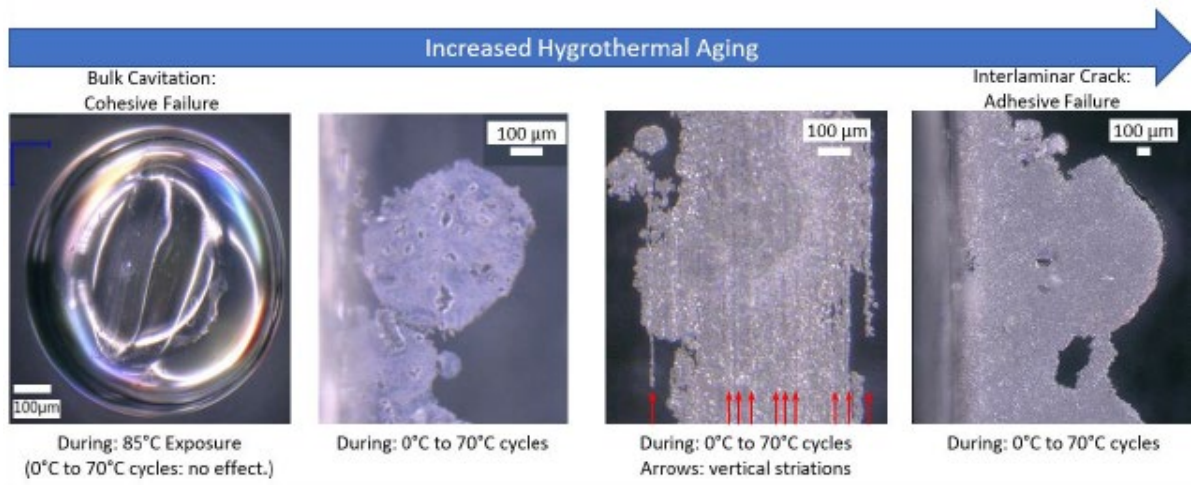 Increased Hygrothermal Aging
Bulk Cavitation:
Cohesive Failure
Interlaminar Crack:
Adhesive Failure
100µm
100 µm
100 µm
100 µm
During: 85°C Exposure
(0°C to 70°C cycles: no effect.)
During: 0°C to 70°C cycles
During: 0°C to 70°C cycles
Arrows: vertical striations
During: 0°C to 70°C cycles